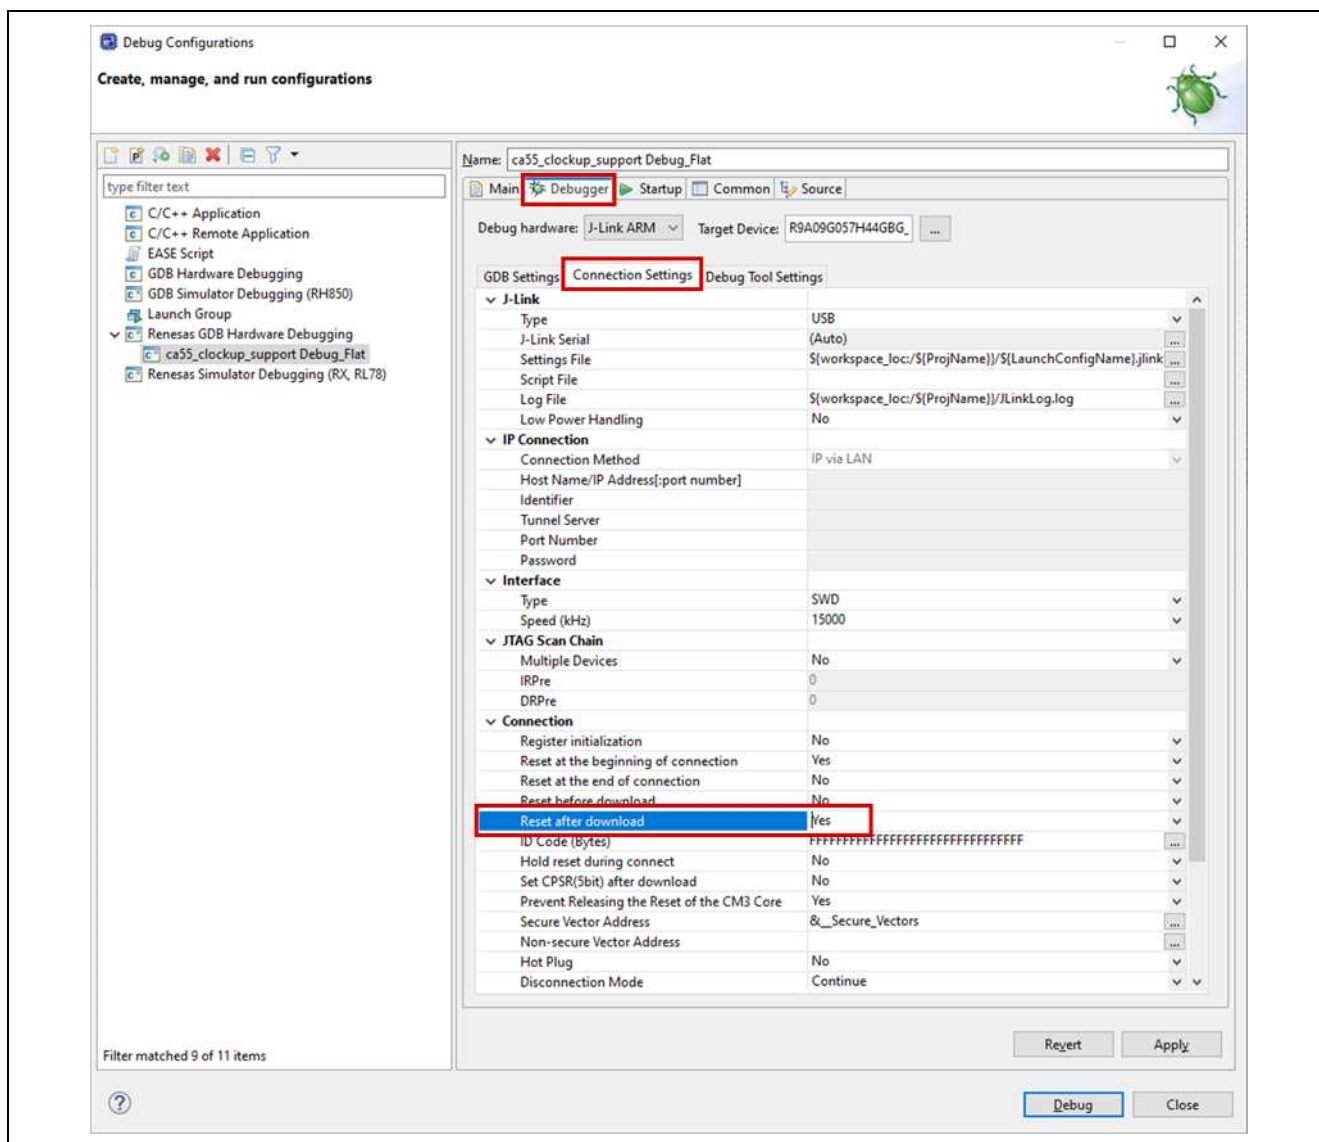 Debug Configurations
Create, manage, and run configurations
type filter text
C/C++ Application
C/C++ Remote Application
EASE Script
GDB Hardware Debugging
GDB Simulator Debugging (RH850)
Launch Group
Renesas GDB Hardware Debugging
ca55_clockup_support Debug_Flat
Renesas Simulator Debugging (RX, RL78)
Filter matched 9 of 11 items
Name: ca55_clockup_support Debug_Flat
Main Debugger Startup Common Source
Debug hardware: J-Link ARM Target Device: R9A09G057H44GBG_ ...
GDB Settings Connection Settings Debug Tool Settings
J-Link
Type USB
J-Link Serial (Auto) ...
Settings File ${workspace_loc:/${ProjName}}/${LaunchConfigName}.jlink ...
Script File ...
Log File ${workspace_loc:/${ProjName}}/JLinkLog.log ...
Low Power Handling No
IP Connection
Connection Method IP via LAN
Host Name/IP Address[:port number]
Identifier
Tunnel Server
Port Number
Password
Interface
Type SWD
Speed (kHz) 15000
JTAG Scan Chain
Multiple Devices No
IRPre 0
DRPre 0
Connection
Register initialization No
Reset at the beginning of connection Yes
Reset at the end of connection No
Reset before download No
Reset after download Yes
ID Code (Bytes) FFFFFFFFFFFFFFFFFFFFFFFFFFFFFFFF ...
Hold reset during connect No
Set CPSR(5bit) after download No
Prevent Releasing the Reset of the CM3 Core Yes
Secure Vector Address &__Secure_Vectors ...
Non-secure Vector Address ...
Hot Plug No
Disconnection Mode Continue
Revert Apply
? Debug Close